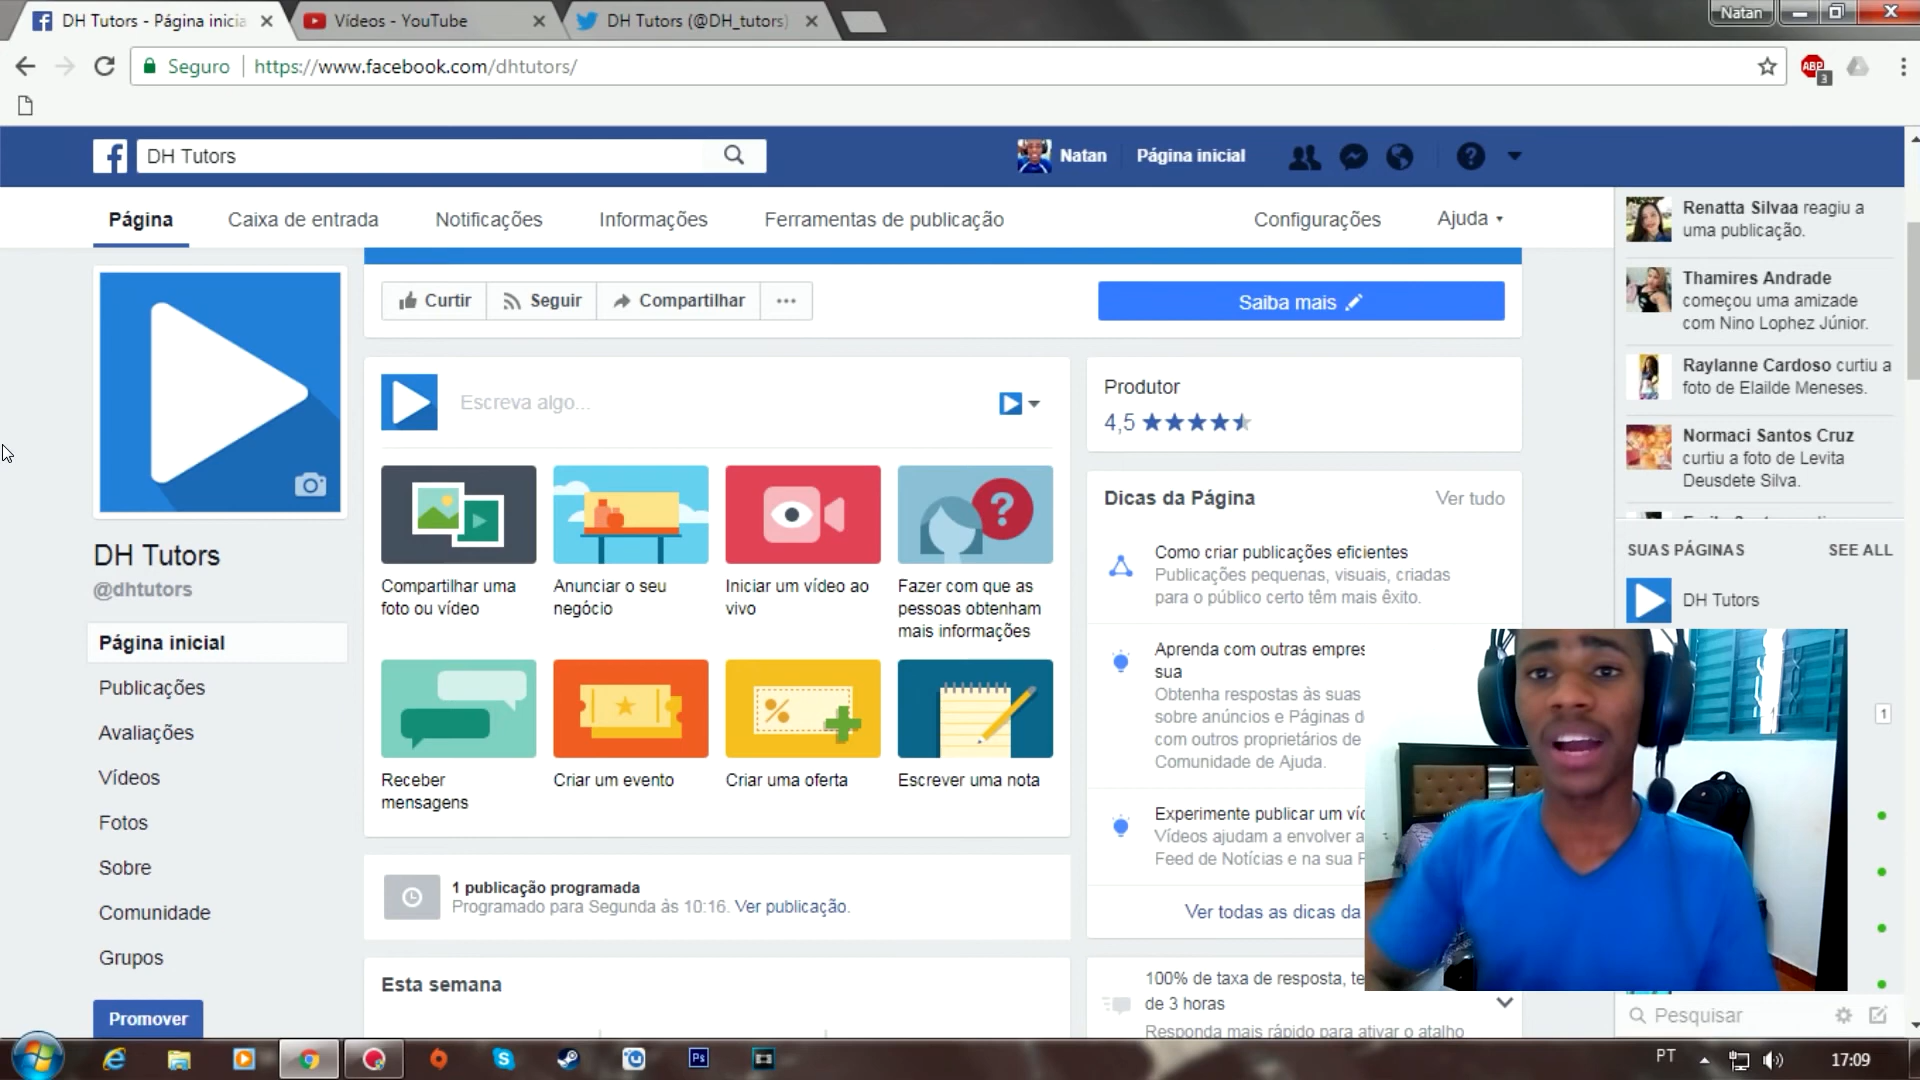 DH Tutors - Página inicia
Vídeos - YouTube
DH Tutors (@DH_tutors)
Natan
Seguro
https://www.facebook.com/dhtutors/
ABP
3
DH Tutors
Natan
Página inicial
Página
Caixa de entrada
Notificações
Informações
Ferramentas de publicação
Configurações
Ajuda
Curtir
Seguir
Compartilhar
Saiba mais
DH Tutors
@dhtutors
Página inicial
Publicações
Avaliações
Vídeos
Fotos
Sobre
Comunidade
Grupos
Promover
Escreva algo...
Compartilhar uma
foto ou vídeo
Anunciar o seu
negócio
Iniciar um vídeo ao
vivo
Fazer com que as
pessoas obtenham
mais informações
Receber
mensagens
Criar um evento
Criar uma oferta
Escrever uma nota
1 publicação programada
Programado para Segunda às 10:16. Ver publicação.
Esta semana
Produtor
4,5
Dicas da Página
Ver tudo
Como criar publicações eficientes
Publicações pequenas, visuais, criadas
para o público certo têm mais êxito.
Aprenda com outras empres
sua
Obtenha respostas às suas
sobre anúncios e Páginas d
com outros proprietários de
Comunidade de Ajuda.
Experimente publicar um víd
Vídeos ajudam a envolver a
Feed de Notícias e na sua
Ver todas as dicas da
100% de taxa de resposta, te
de 3 horas
Responda mais rápido para ativar o atalho
Renatta Silvaa reagiu a
uma publicação.
Thamires Andrade
começou uma amizade
com Nino Lophez Júnior.
Raylanne Cardoso curtiu a
foto de Elailde Meneses.
Normaci Santos Cruz
curtiu a foto de Levita
Deusdete Silva.
SUAS PÁGINAS
SEE ALL
DH Tutors
1
Pesquisar
Ps
PT
17:09